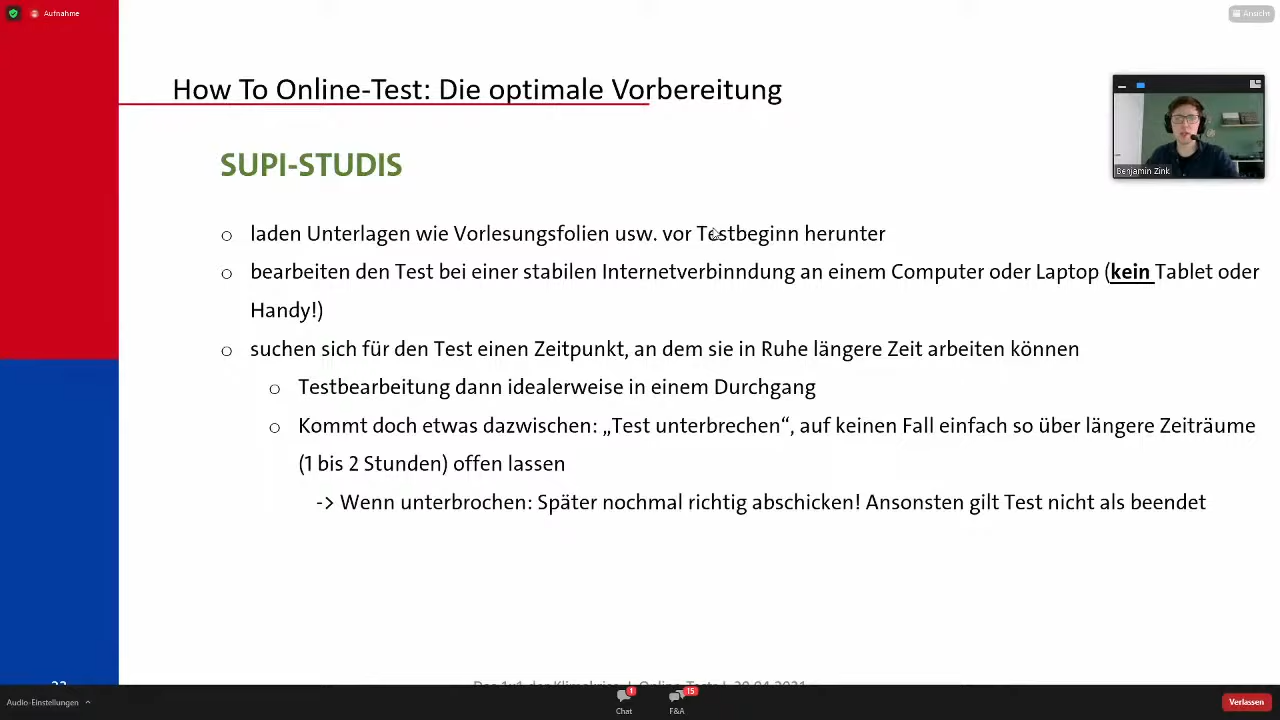 Aufnahme
Ansicht
How To Online-Test: Die optimale Vorbereitung
Benjamin Zink
SUPI-STUDIS
laden Unterlagen wie Vorlesungsfolien usw. vor Testbeginn herunter
bearbeiten den Test bei einer stabilen Internetverbinndung an einem Computer oder Laptop (kein Tablet oder
Handy!)
suchen sich für den Test einen Zeitpunkt, an dem sie in Ruhe längere Zeit arbeiten können
Testbearbeitung dann idealerweise in einem Durchgang
Kommt doch etwas dazwischen: „Test unterbrechen“, auf keinen Fall einfach so über längere Zeiträume
(1 bis 2 Stunden) offen lassen
-> Wenn unterbrochen: Später nochmal richtig abschicken! Ansonsten gilt Test nicht als beendet
Audio-Einstellungen
1
Chat
15
F&A
Verlassen